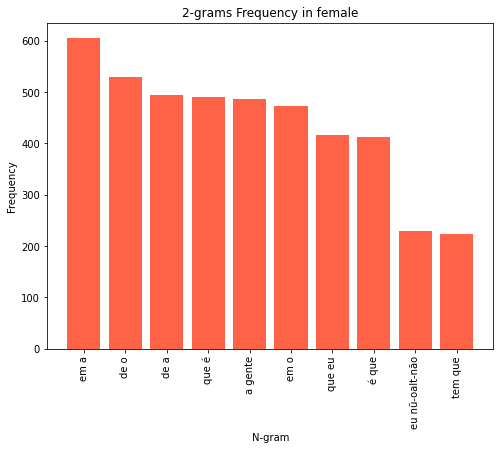 2-grams Frequency in female
Frequency
600
500
400
300
200
100
0
em a
de o
de a
que é
a gente
em o
que eu
é que
eu nũ-oalt-não
tem que
N-gram